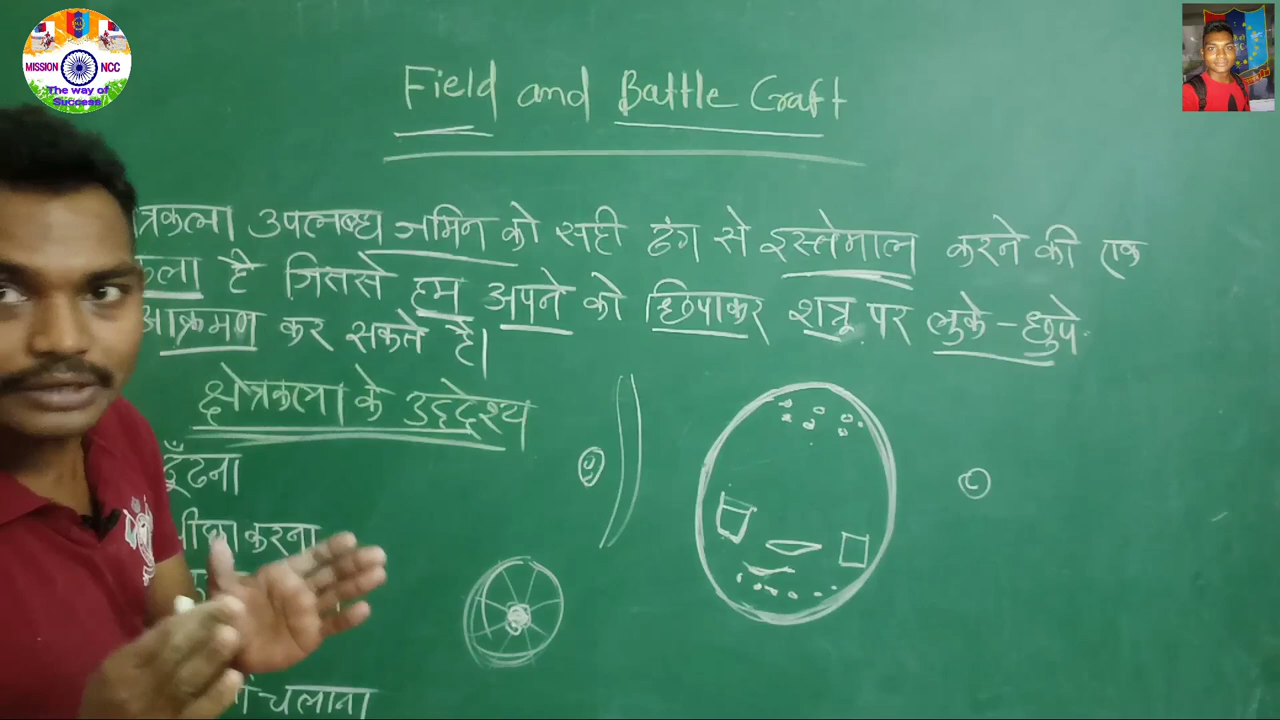 MISSION NCC
The way of
Success
Field and Battle Craft
त्रकला उपलब्ध जमिन को सही ढंग से इस्तेमाल करने की एक
कला है जिससे हम अपने को छिपाकर शत्रु पर लुके-छुपे
आक्रमण कर सकते है।
क्षेत्रकला के उद्देश्य
ढूँढना
पीछा करना
चलाना